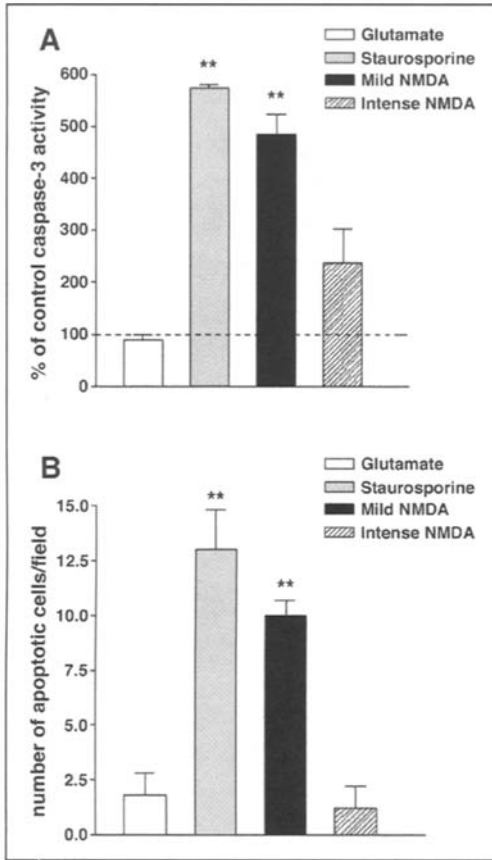 A
Glutamate
Staurosporine
Mild NMDA
Intense NMDA
% of control caspase-3 activity
600
500
400
300
200
100
0
**
**
B
Glutamate
Staurosporine
Mild NMDA
Intense NMDA
number of apoptotic cells/field
15.0
12.5
10.0
7.5
5.0
2.5
0.0
**
**